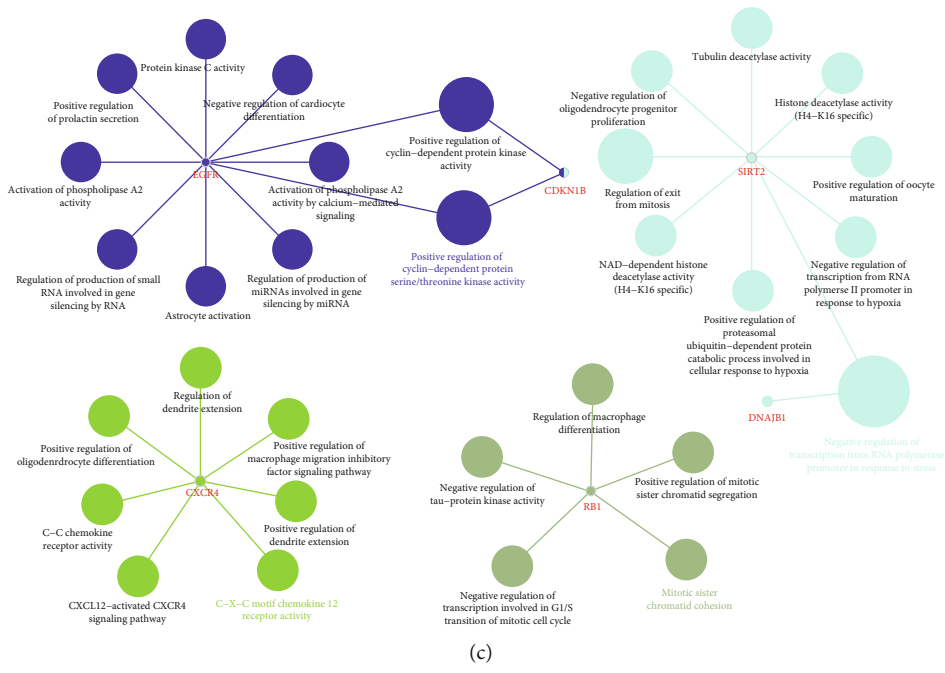 Protein kinase C activity
Positive regulation
of prolactin secretion
Negative regulation of cardiocyte
differentiation
Activation of phospholipase A2
activity
EGFR
Activation of phospholipase A2
activity by calcium−mediated
signaling
Regulation of production of small
RNA involved in gene
silencing by RNA
Astrocyte activation
Regulation of production of
miRNAs involved in gene
silencing by miRNA
Positive regulation of
cyclin−dependent protein kinase
activity
CDKN1B
Positive regulation of
cyclin−dependent protein
serine/threonine kinase activity
Tubulin deacetylase activity
Negative regulation of
oligodendrocyte progenitor
proliferation
Histone deacetylase activity
(H4−K16 specific)
SIRT2
Regulation of exit
from mitosis
Positive regulation of oocyte
maturation
NAD−dependent histone
deacetylase activity
(H4−K16 specific)
Negative regulation of
transcription from RNA
polymerse II promoter in
response to hypoxia
Positive regulation of
proteasomal
ubiquitin−dependent protein
catabolic process involved in
cellular response to hypoxia
DNAJB1
Negative regulation of
transcription from RNA polymerase
promoter in response to stress
Regulation of
dendrite extension
Positive regulation of
oligodenrdrocyte differentiation
Positive regulation of
macrophage migration inhibitory
factor signaling pathway
CXCR4
C−C chemokine
receptor activity
Positive regulation of
dendrite extension
CXCL12−activated CXCR4
signaling pathway
C−X−C motif chemokine 12
receptor activity
Regulation of macrophage
differentiation
Negative regulation of
tau−protein kinase activity
Positive regulation of mitotic
sister chromatid segregation
RB1
Negative regulation of
transcription involved in G1/S
transition of mitotic cell cycle
Mitotic sister
chromatid cohesion
(c)